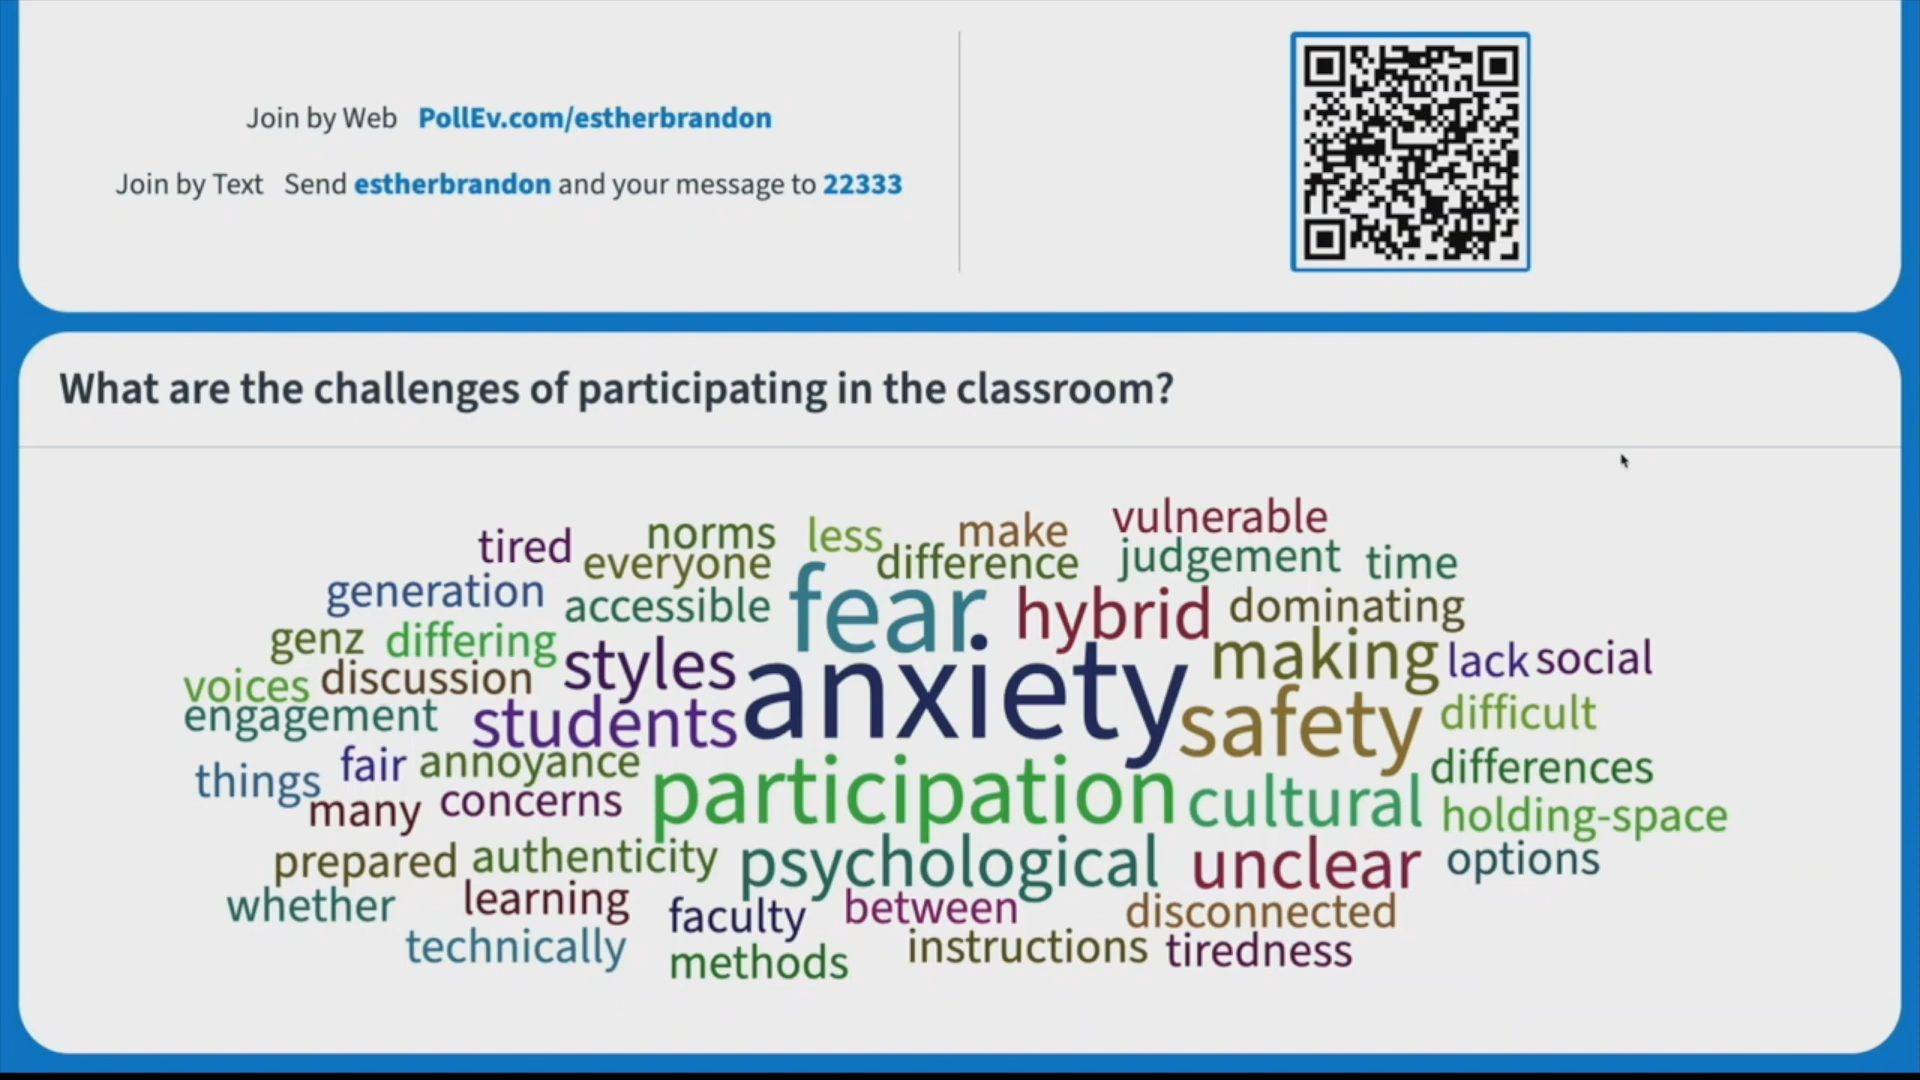 Join by Web PollEv.com/estherbrandon
Join by Text Send estherbrandon and your message to 22333
What are the challenges of participating in the classroom?
vulnerable
tired norms less make
everyone difference judgement time
generation accessible fear hybrid dominating
genz differing styles making lack social
voices discussion anxiety
engagement students safety difficult
things fair annoyance differences
many concerns participation cultural holding-space
prepared authenticity psychological unclear options
whether learning faculty between disconnected
technically methods instructions tiredness